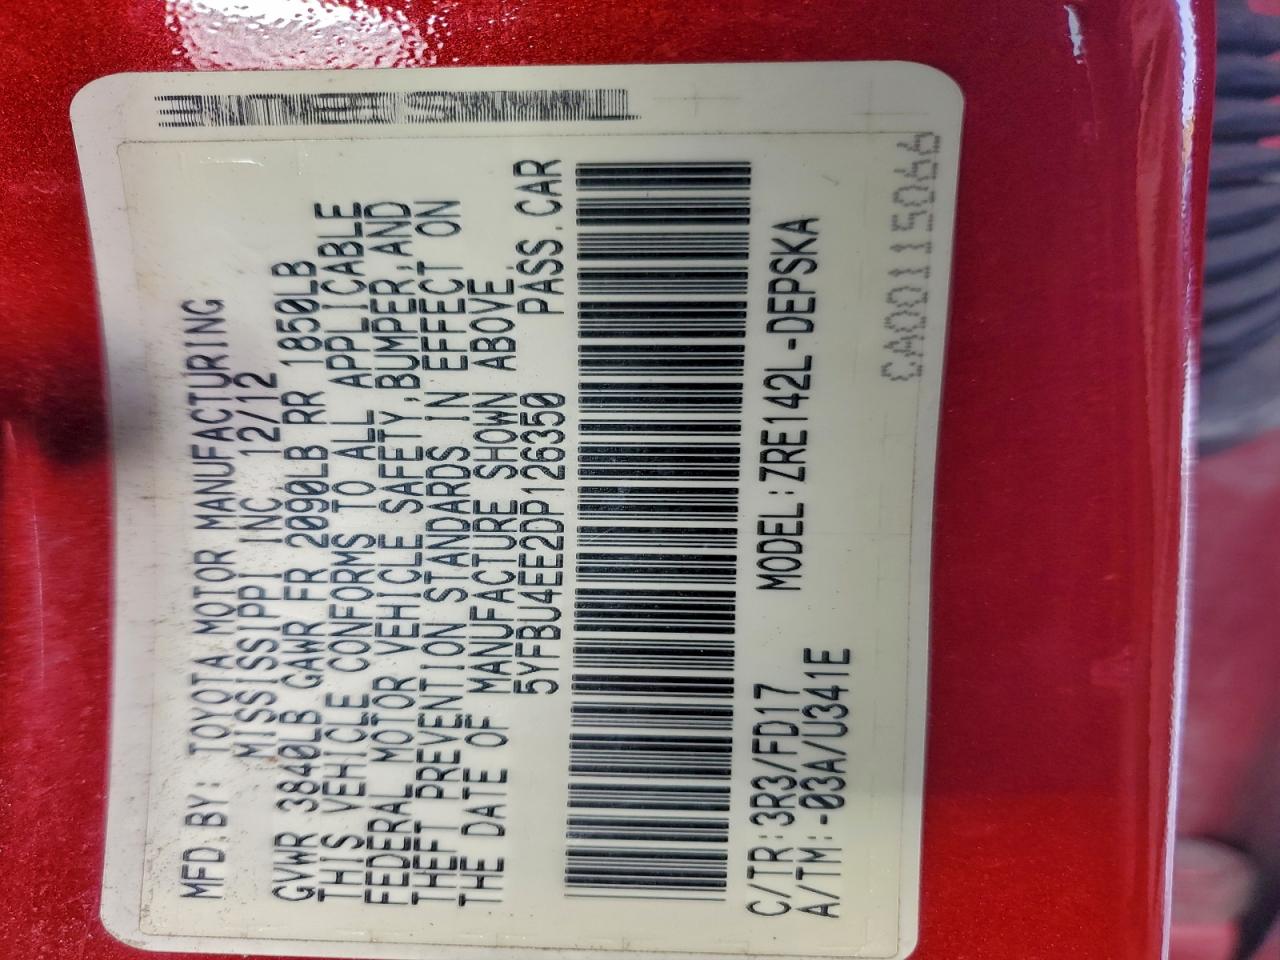 MFD.BY: TOYOTA MOTOR MANUFACTURING
MISSISSIPPI INC 12/12
GVWR 3840LB GAWR FR 2090LB RR 1850LB
THIS VEHICLE CONFORMS TO ALL APPLICABLE
FEDERAL MOTOR VEHICLE SAFETY,BUMPER,AND
THEFT PREVENTION STANDARDS IN EFFECT ON
THE DATE OF MANUFACTURE SHOWN ABOVE.
5YFBU4EE2DP126350 PASS.CAR
MODEL:ZRE142L-DEPSKA
C/TR:3R3/FD17
A/TM:-03A/U341E
CA00115066